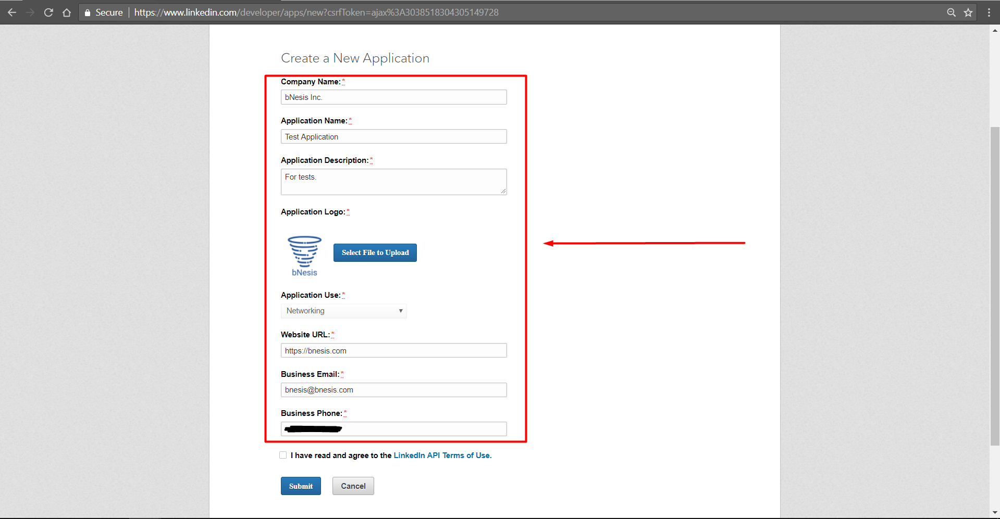 Secure https://www.linkedin.com/developer/apps/new?csrfToken=ajax%3A3038518304305149728
Create a New Application
Company Name:*
bNesis Inc.
Application Name:*
Test Application
Application Description:*
For tests.
Application Logo:*
bNesis
Select File to Upload
Application Use:*
Networking
Website URL:*
https://bnesis.com
Business Email:*
bnesis@bnesis.com
Business Phone:*
I have read and agree to the LinkedIn API Terms of Use.
Submit Cancel